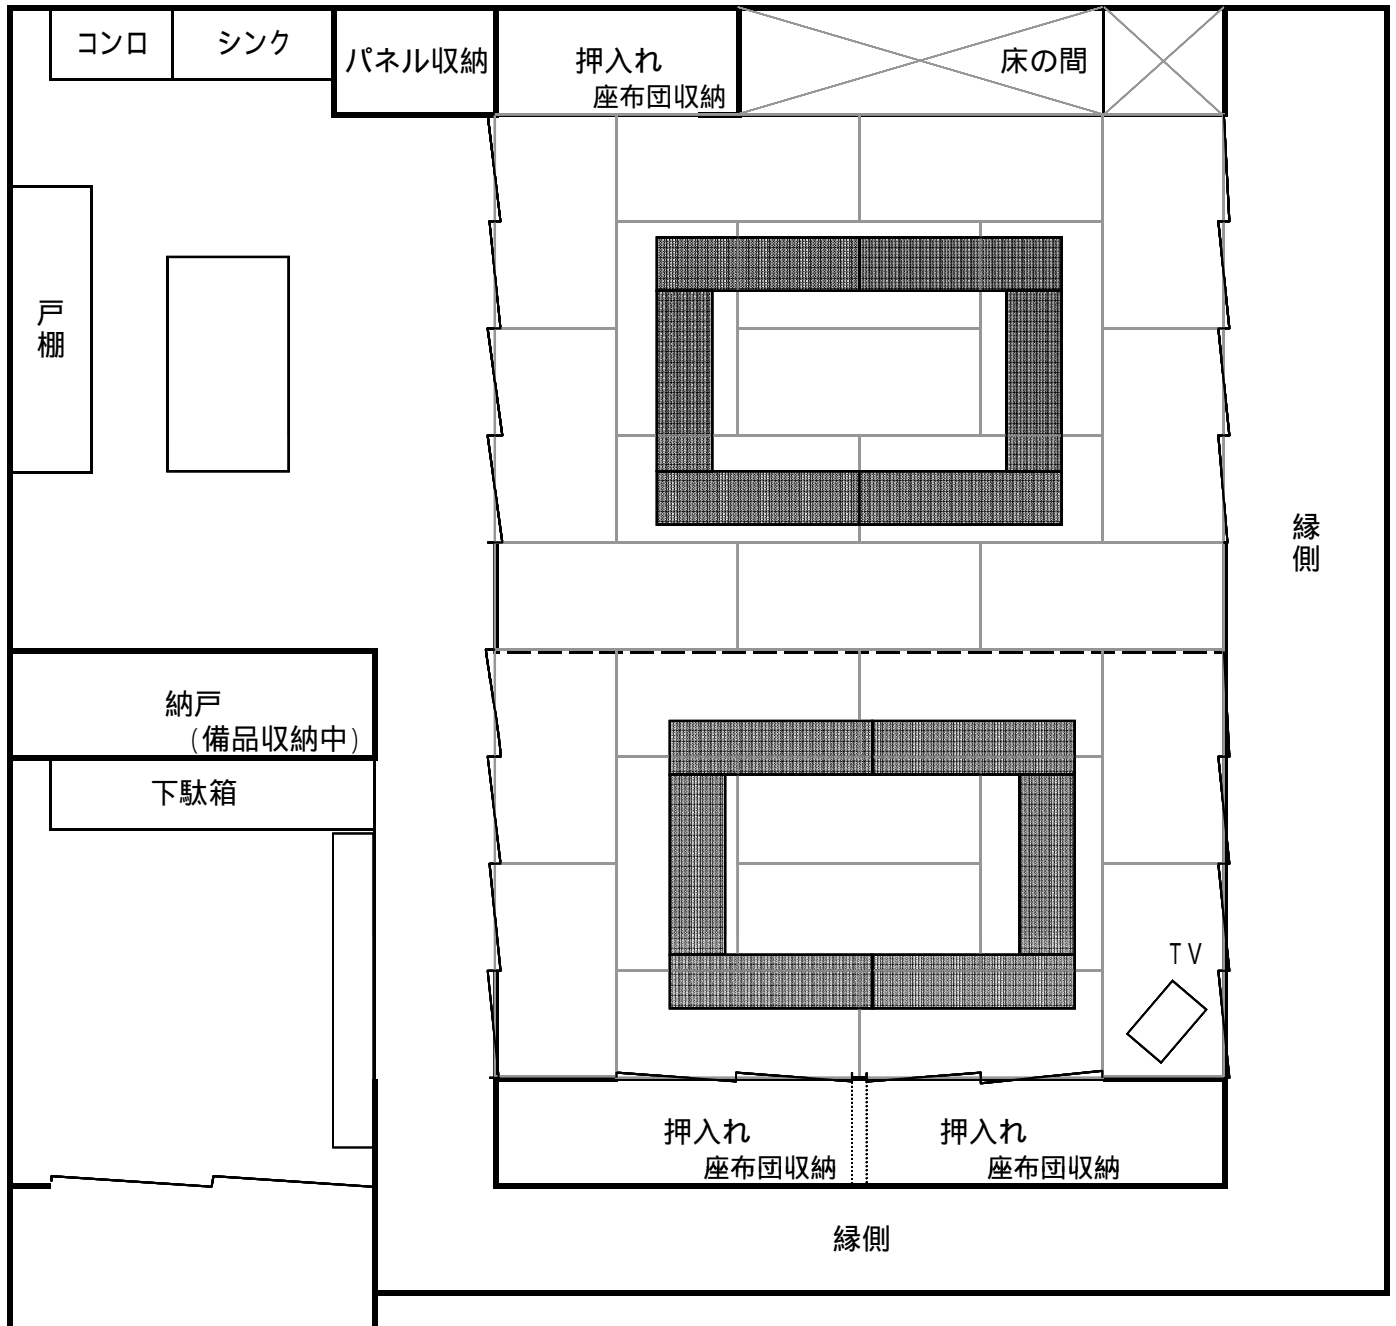 コンロ
シンク
パネル収納
押入れ
座布団収納
床の間
戸棚
縁側
納戸
(備品収納中)
下駄箱
TV
押入れ
座布団収納
押入れ
座布団収納
縁側